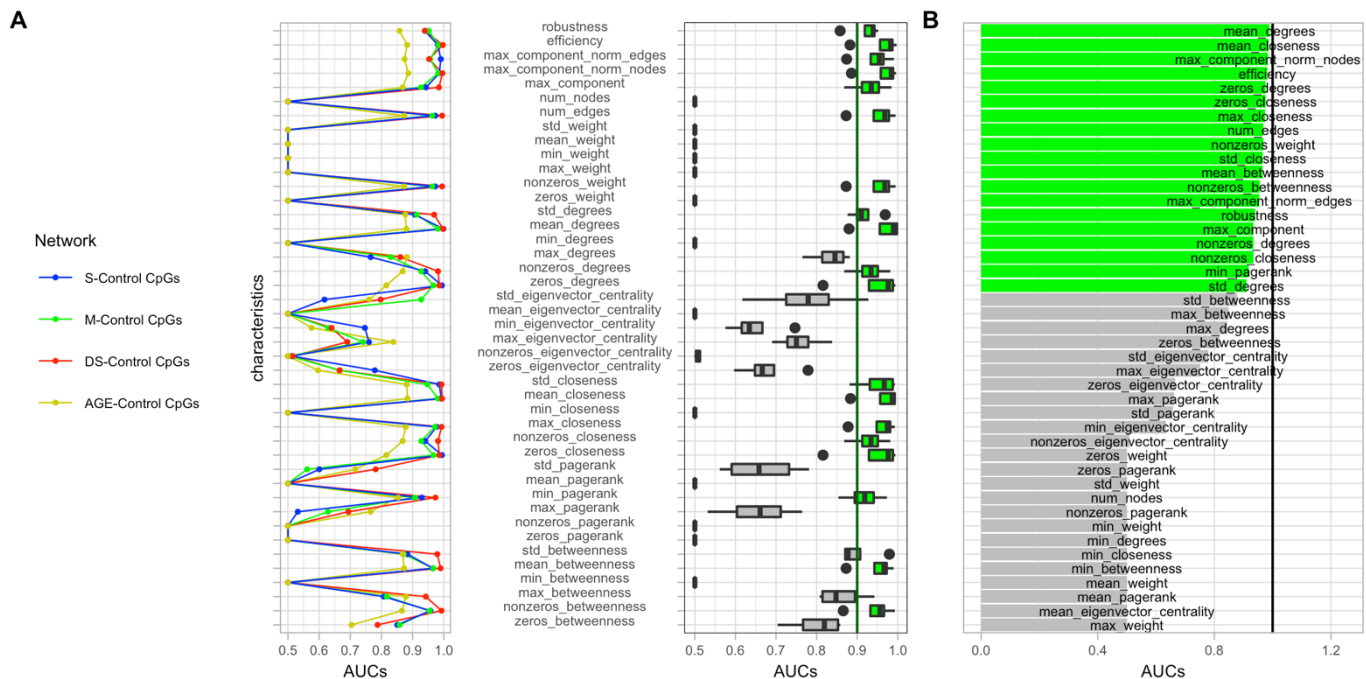 A
Network
S-Control CpGs
M-Control CpGs
DS-Control CpGs
AGE-Control CpGs
characteristics
0.5 0.6 0.7 0.8 0.9 1.0
AUCs
robustness
efficiency
max_component_norm_edges
max_component_norm_nodes
max_component
num_nodes
num_edges
std_weight
mean_weight
min_weight
max_weight
nonzeros_weight
zeros_weight
std_degrees
mean_degrees
min_degrees
max_degrees
nonzeros_degrees
zeros_degrees
std_eigenvector_centrality
mean_eigenvector_centrality
min_eigenvector_centrality
max_eigenvector_centrality
nonzeros_eigenvector_centrality
zeros_eigenvector_centrality
std_closeness
mean_closeness
min_closeness
max_closeness
nonzeros_closeness
zeros_closeness
std_pagerank
mean_pagerank
min_pagerank
max_pagerank
nonzeros_pagerank
zeros_pagerank
std_betweenness
mean_betweenness
min_betweenness
max_betweenness
nonzeros_betweenness
zeros_betweenness
0.5 0.6 0.7 0.8 0.9 1.0
AUCs
B
mean_degrees
mean_closeness
max_component_norm_nodes
efficiency
zeros_degrees
zeros_closeness
max_closeness
num_edges
nonzeros_weight
std_closeness
mean_betweenness
nonzeros_betweenness
max_component_norm_edges
robustness
max_component
nonzeros_degrees
nonzeros_closeness
min_pagerank
std_degrees
std_betweenness
max_betweenness
max_degrees
zeros_betweenness
std_eigenvector_centrality
max_eigenvector_centrality
zeros_eigenvector_centrality
max_pagerank
std_pagerank
min_eigenvector_centrality
nonzeros_eigenvector_centrality
zeros_weight
zeros_pagerank
std_weight
num_nodes
nonzeros_pagerank
min_weight
min_degrees
min_closeness
min_betweenness
mean_weight
mean_pagerank
mean_eigenvector_centrality
max_weight
0.0 0.4 0.8 1.2
AUCs